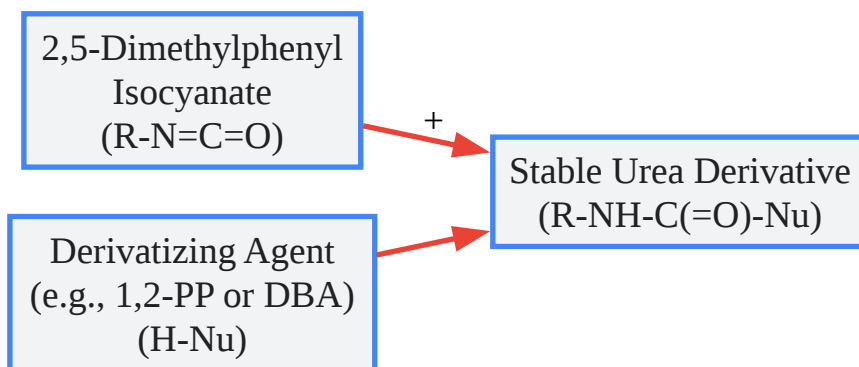 2,5-Dimethylphenyl
Isocyanate
(R-N=C=O)
+
Stable Urea Derivative
(R-NH-C(=O)-Nu)
Derivatizing Agent
(e.g., 1,2-PP or DBA)
(H-Nu)